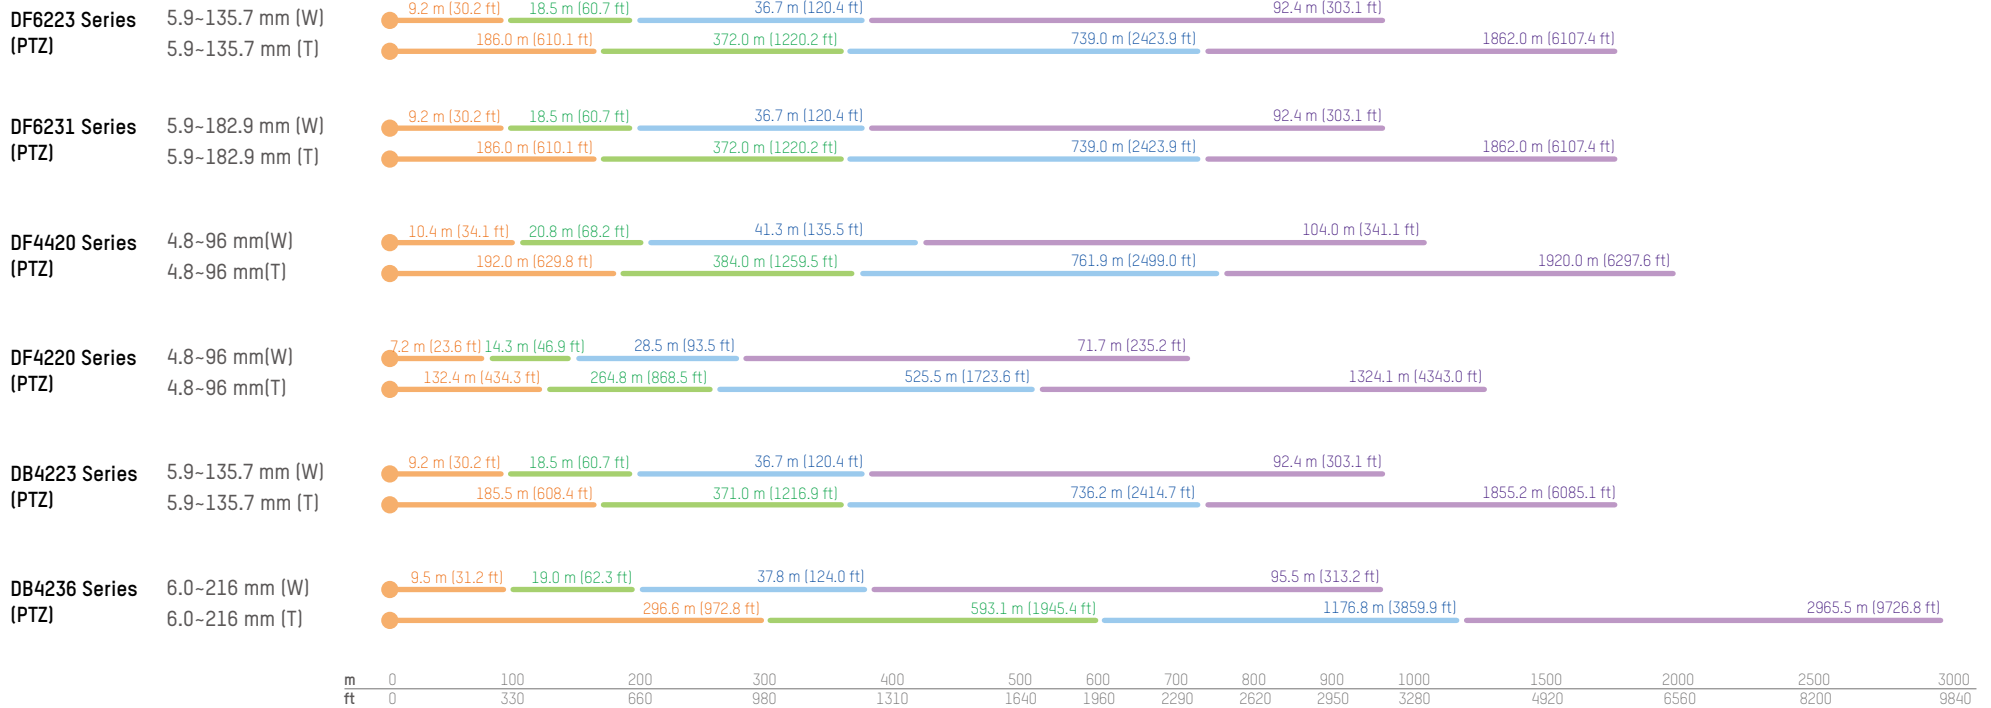 DF6223 Series 5.9~135.7 mm (W) 9.2 m (30.2 ft) 18.5 m (60.7 ft) 36.7 m (120.4 ft) 92.4 m (303.1 ft)
(PTZ) 5.9~135.7 mm (T) 186.0 m (610.1 ft) 372.0 m (1220.2 ft) 739.0 m (2423.9 ft) 1862.0 m (6107.4 ft)
DF6231 Series 5.9~182.9 mm (W) 9.2 m (30.2 ft) 18.5 m (60.7 ft) 36.7 m (120.4 ft) 92.4 m (303.1 ft)
(PTZ) 5.9~182.9 mm (T) 186.0 m (610.1 ft) 372.0 m (1220.2 ft) 739.0 m (2423.9 ft) 1862.0 m (6107.4 ft)
DF4420 Series 4.8~96 mm(W) 10.4 m (34.1 ft) 20.8 m (68.2 ft) 41.3 m (135.5 ft) 104.0 m (341.1 ft)
(PTZ) 4.8~96 mm(T) 192.0 m (629.8 ft) 384.0 m (1259.5 ft) 761.9 m (2499.0 ft) 1920.0 m (6297.6 ft)
DF4220 Series 4.8~96 mm(W) 7.2 m (23.6 ft) 14.3 m (46.9 ft) 28.5 m (93.5 ft) 71.7 m (235.2 ft)
(PTZ) 4.8~96 mm(T) 132.4 m (434.3 ft) 264.8 m (868.5 ft) 525.5 m (1723.6 ft) 1324.1 m (4343.0 ft)
DB4223 Series 5.9~135.7 mm (W) 9.2 m (30.2 ft) 18.5 m (60.7 ft) 36.7 m (120.4 ft) 92.4 m (303.1 ft)
(PTZ) 5.9~135.7 mm (T) 185.5 m (608.4 ft) 371.0 m (1216.9 ft) 736.2 m (2414.7 ft) 1855.2 m (6085.1 ft)
DB4236 Series 6.0~216 mm (W) 9.5 m (31.2 ft) 19.0 m (62.3 ft) 37.8 m (124.0 ft) 95.5 m (313.2 ft)
(PTZ) 6.0~216 mm (T) 296.6 m (972.8 ft) 593.1 m (1945.4 ft) 1176.8 m (3859.9 ft) 2965.5 m (9726.8 ft)
m 0 100 200 300 400 500 600 700 800 900 1000 1500 2000 2500 3000
ft 0 330 660 980 1310 1640 1960 2290 2620 2950 3280 4920 6560 8200 9840